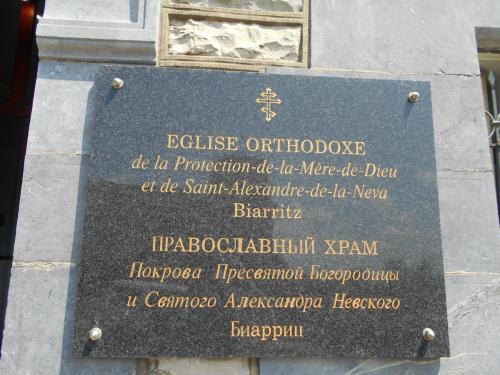 EGLISE ORTHODOXE
de la Protection-de-la-Mère-de-Dieu
et de Saint-Alexandre-de-la-Neva
Biarritz
ПРАВОСЛАВНЫЙ ХРАМ
Покрова Пресвятой Богородицы
и Святого Александра Невского
Биарриц